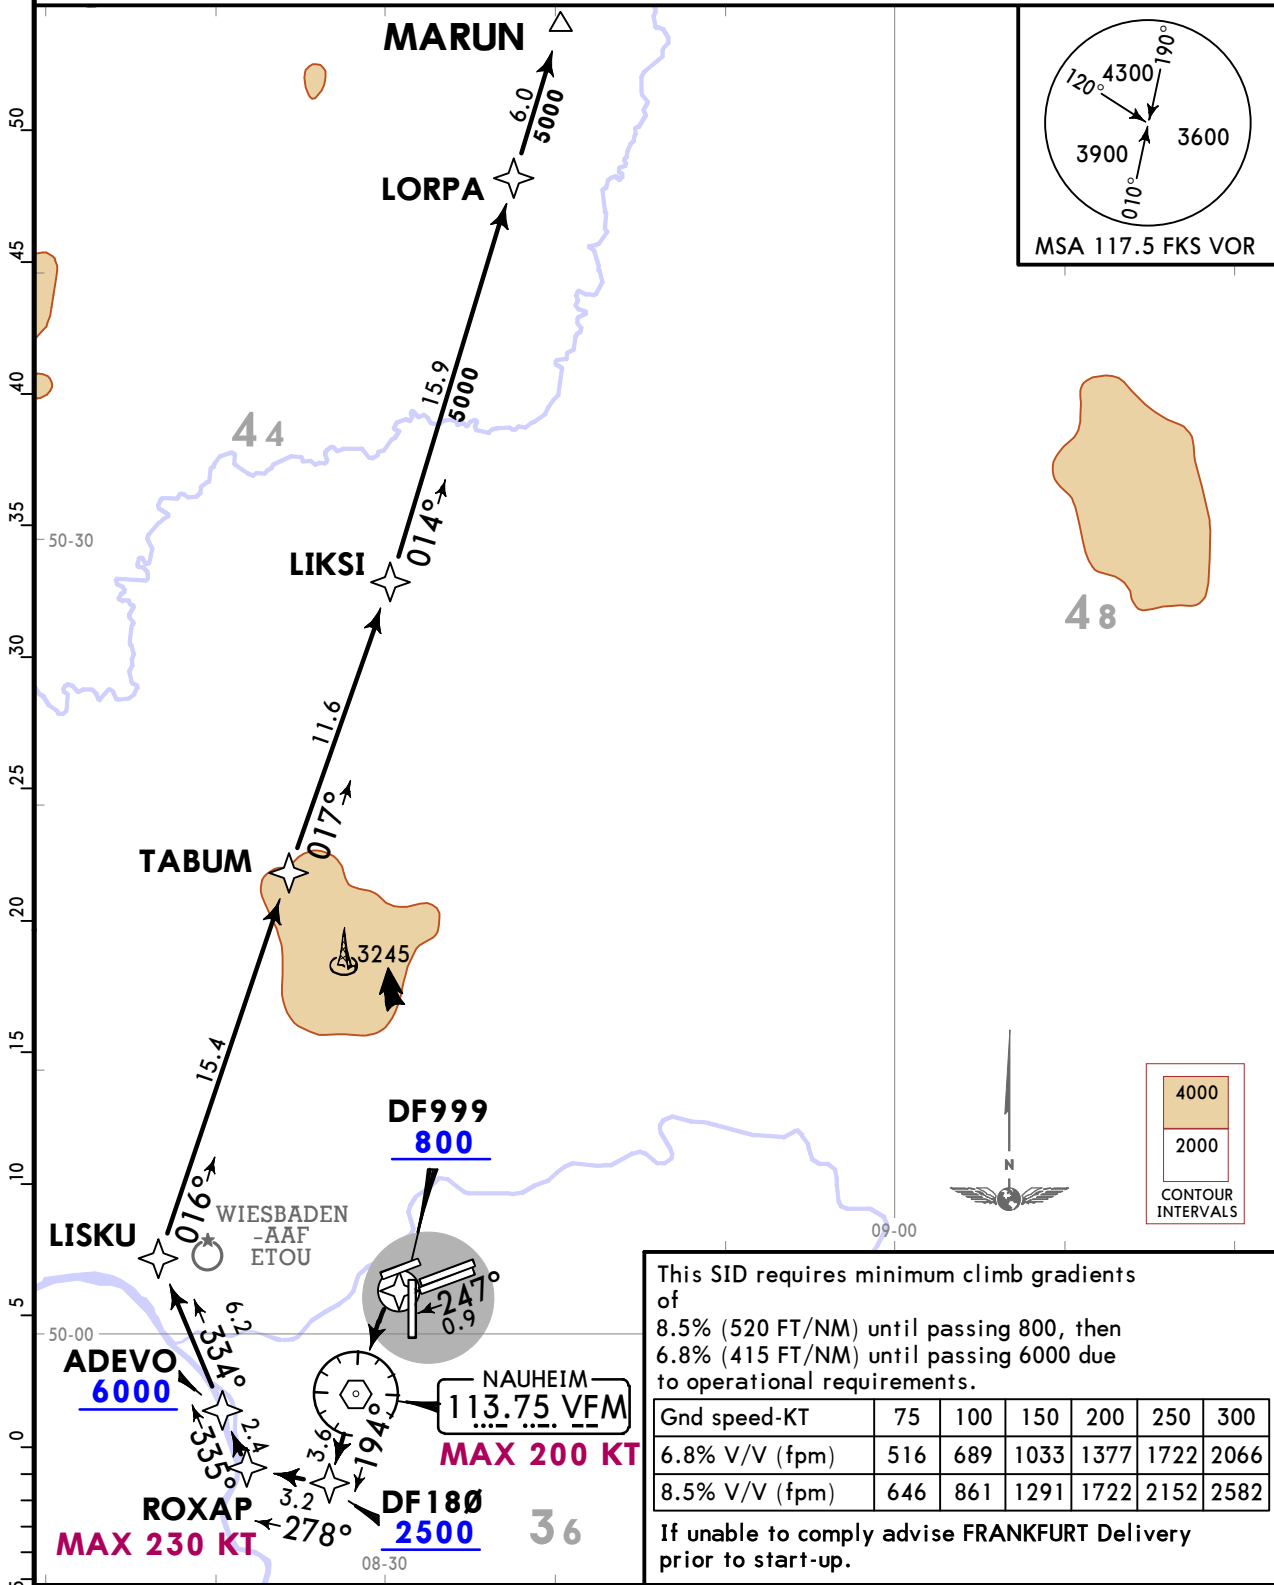 MARUN
6.0
5000
LORPA
15.9
5000
44
014°
LIKSI
11.6
017°
TABUM
3245
15.4
016°
LISKU
WIESBADEN
-AAF
ETOU
DF999
800
247°
0.9
6.2
334°
ADEVO
6000
2.4
335°
NAUHEIM
113.75 VFM
MAX 200 KT
3.6
194°
ROXAP
MAX 230 KT
3.2
278°
DF18Ø
2500
36
08-30
50
45
40
35
30
25
20
15
10
5
0
5
50-30
50-00
09-00
48
120°
4300
190°
3900
3600
010°
MSA 117.5 FKS VOR
N
4000
2000
CONTOUR
INTERVALS
This SID requires minimum climb gradients
of
8.5% (520 FT/NM) until passing 800, then
6.8% (415 FT/NM) until passing 6000 due
to operational requirements.
Gnd speed-KT 75 100 150 200 250 300
6.8% V/V (fpm) 516 689 1033 1377 1722 2066
8.5% V/V (fpm) 646 861 1291 1722 2152 2582
If unable to comply advise FRANKFURT Delivery
prior to start-up.